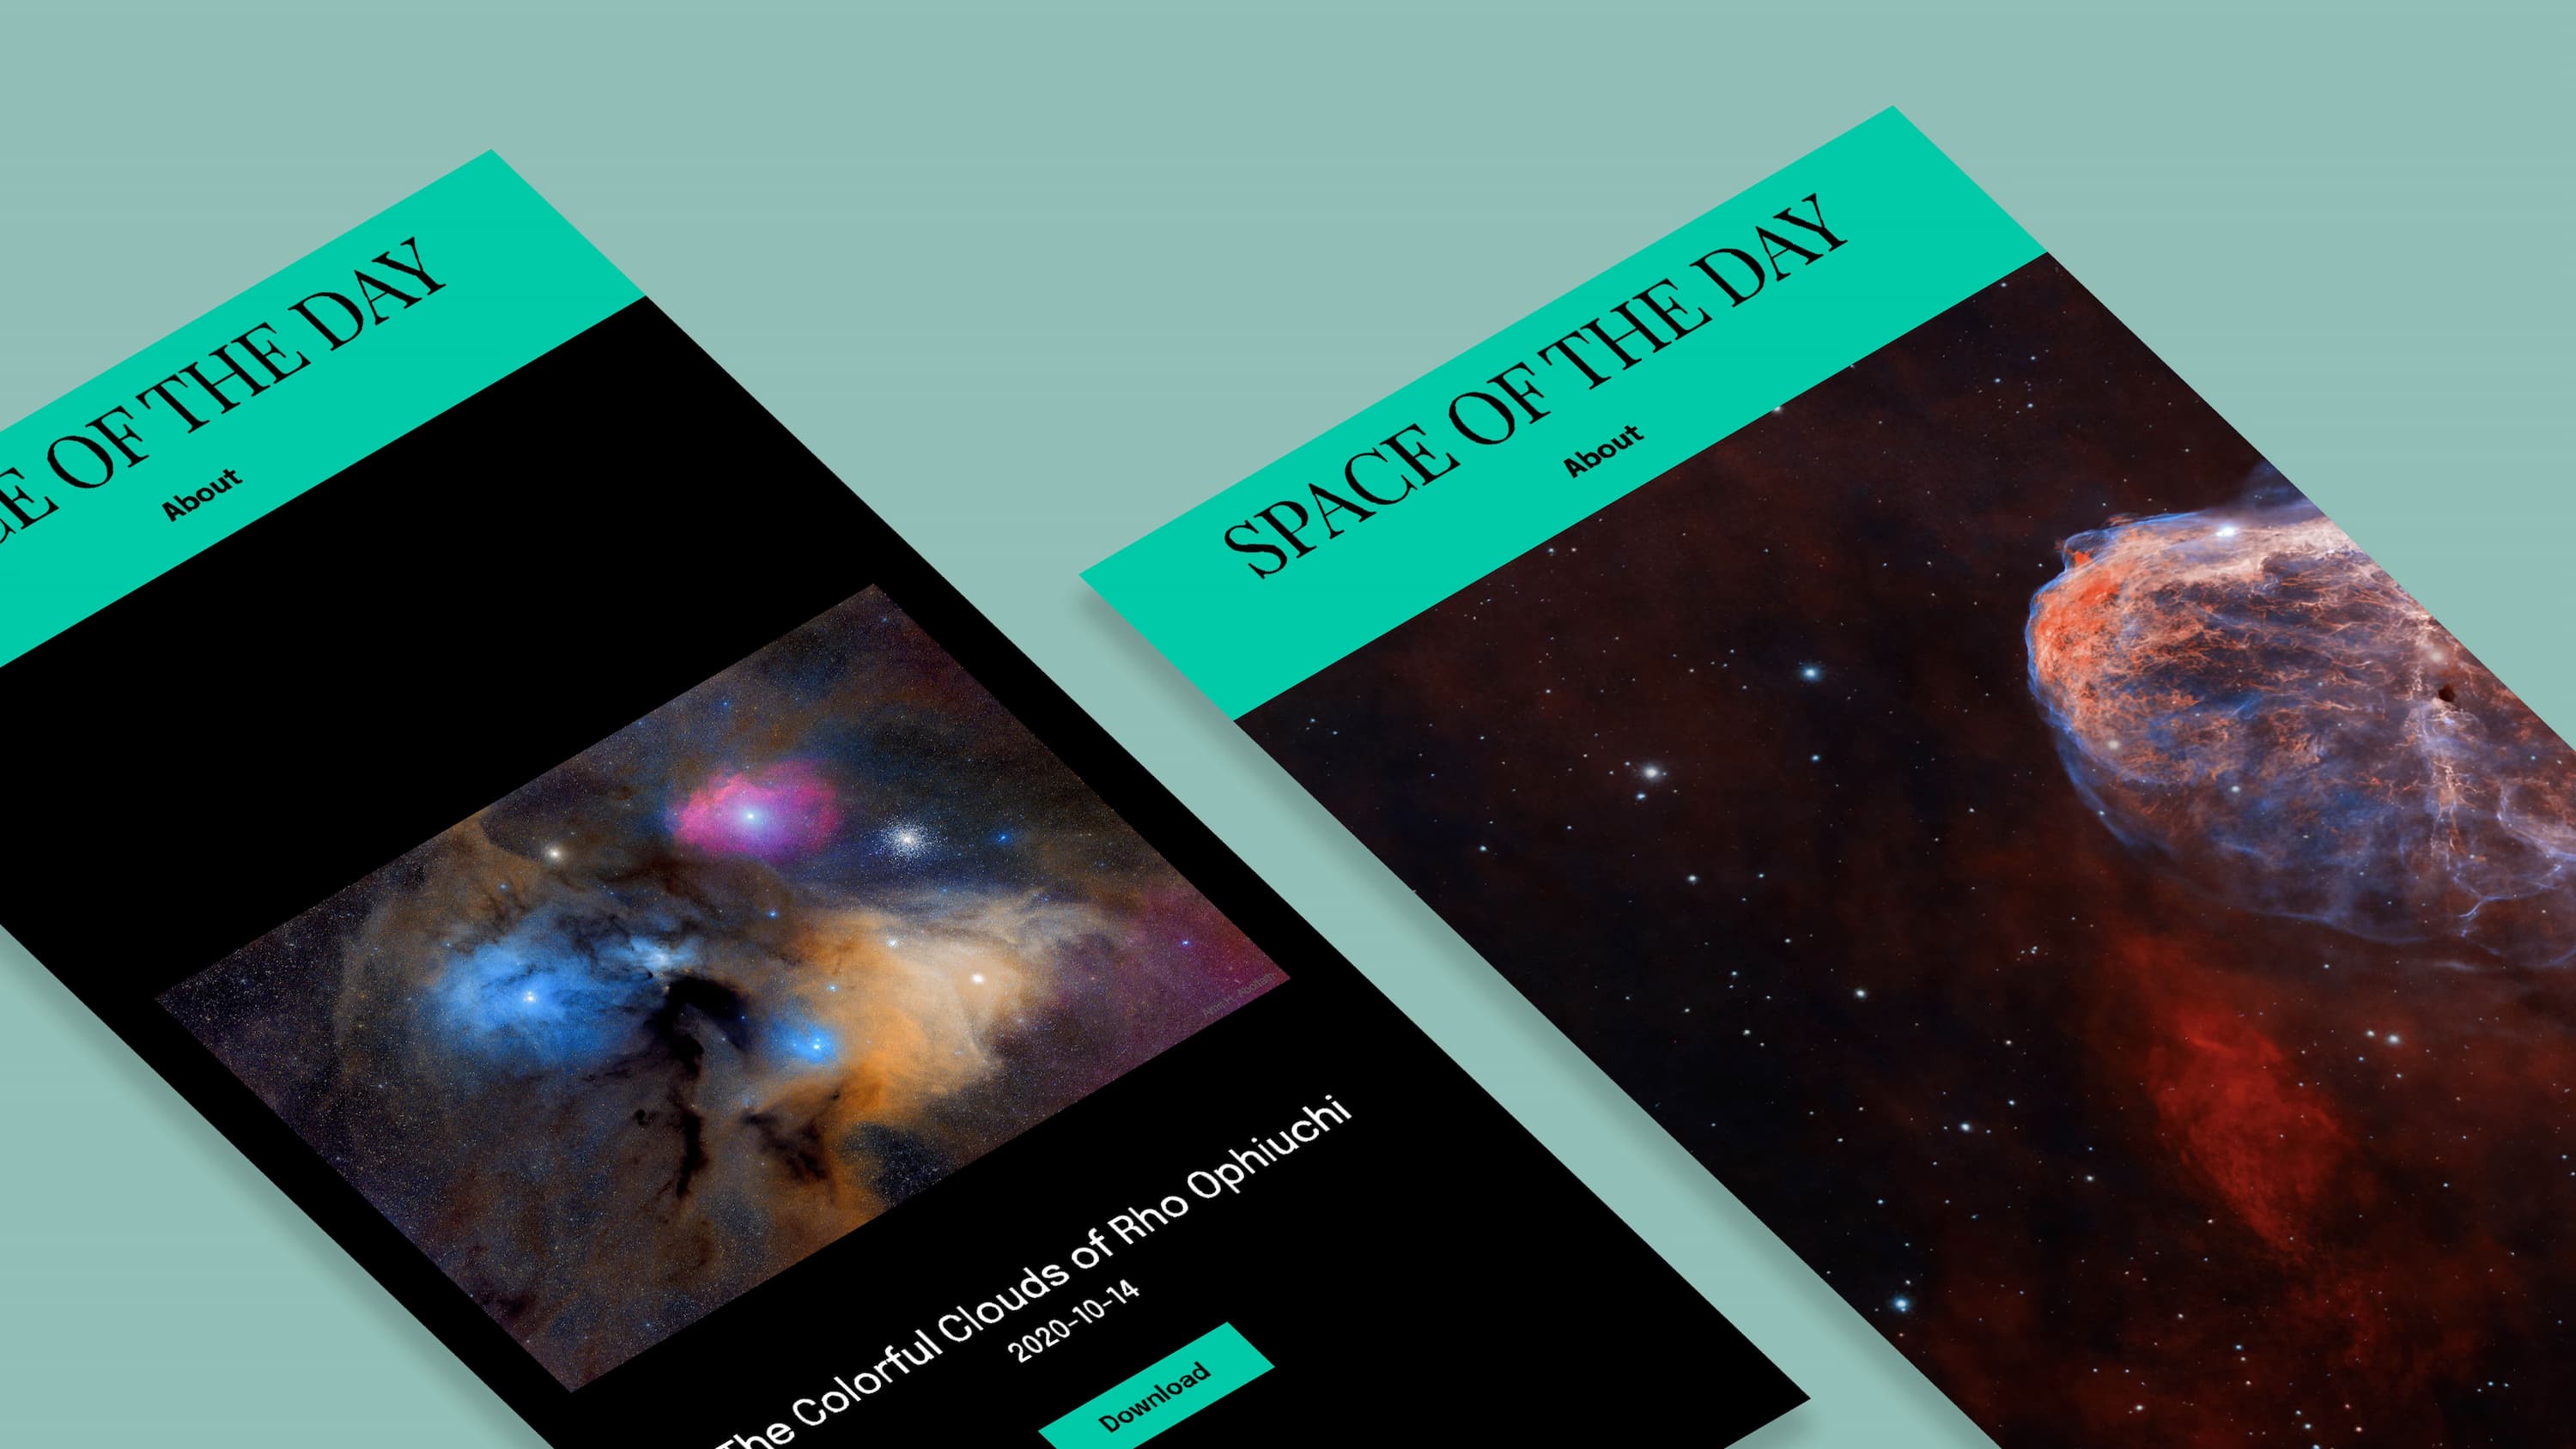 E OF THE DAY
About
The Colorful Clouds of Rho Ophiuchi
2020-10-14
Download
SPACE OF THE DAY
About